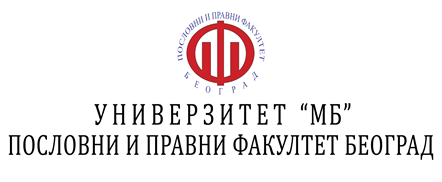 ПОСЛОВНИ И ПРАВНИ ФАКУЛТЕТ
БЕОГРАД
УНИВЕРЗИТЕТ “МБ”
ПОСЛОВНИ И ПРАВНИ ФАКУЛТЕТ БЕОГРАД